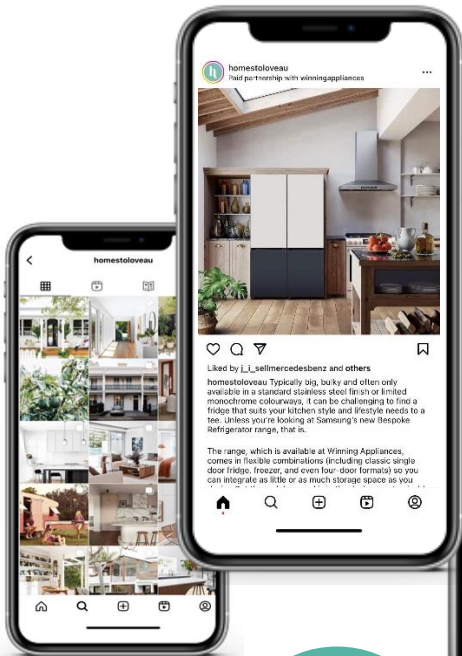 homestoloveau
Paid partnership with winningappliances
Liked by j_i_sellmercedesbenz and others
homestoloveau Typically big, bulky and often only
available in a standard stainless steel finish or limited
monochrome colourways, it can be challenging to find a
fridge that suits your kitchen style and lifestyle needs to a
tee. Unless you're looking at Samsung's new Bespoke
Refrigerator range, that is.
The range, which is available at Winning Appliances,
comes in flexible combinations (including classic single
door fridge, freezer, and even four-door formats) so you
can integrate as little or as much storage space as you
homestoloveau